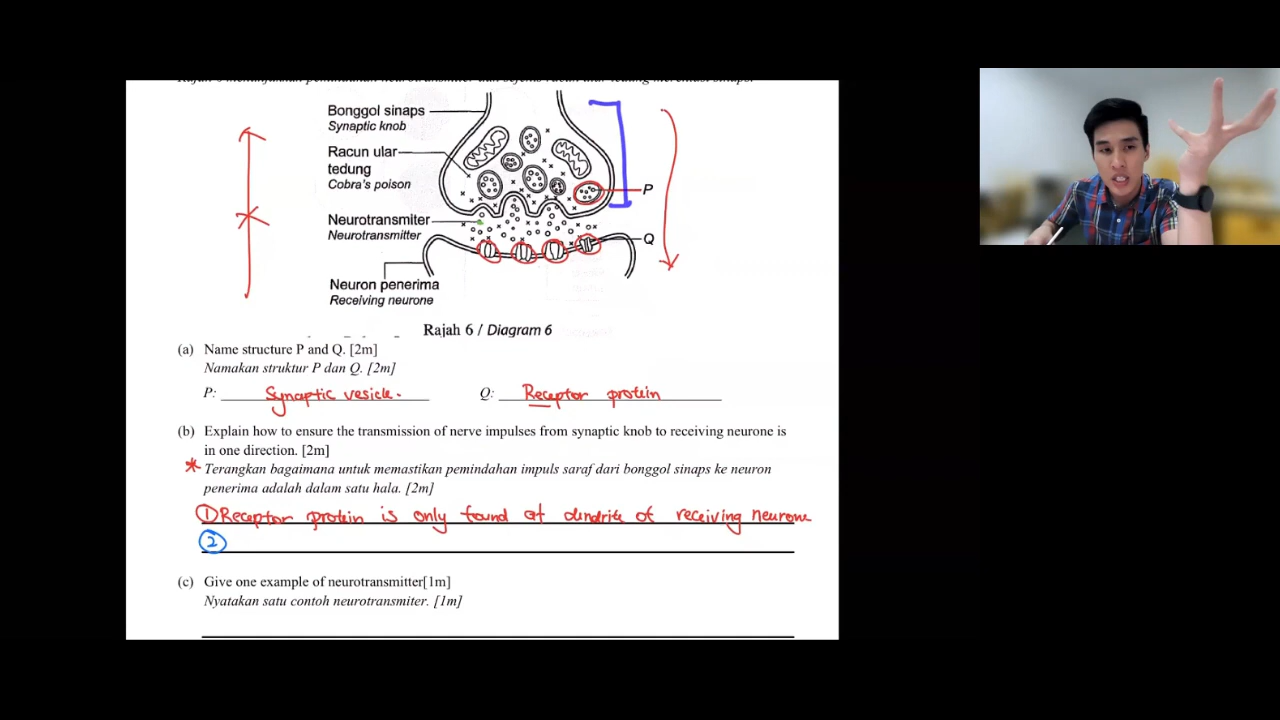 Bonggol sinaps
Synaptic knob
Racun ular
tedung
Cobra's poison
P
Neurotransmiter
Neurotransmitter
Q
Neuron penerima
Receiving neurone
Rajah 6 / Diagram 6
(a) Name structure P and Q. [2m]
Namakan struktur P dan Q. [2m]
P: Synaptic vesicle. Q: Receptor protein
(b) Explain how to ensure the transmission of nerve impulses from synaptic knob to receiving neurone is
in one direction. [2m]
* Terangkan bagaimana untuk memastikan pemindahan impuls saraf dari bonggol sinaps ke neuron
penerima adalah dalam satu hala. [2m]
① Receptor protein is only found at dendrite of receiving neurone
②
(c) Give one example of neurotransmitter[1m]
Nyatakan satu contoh neurotransmiter. [1m]